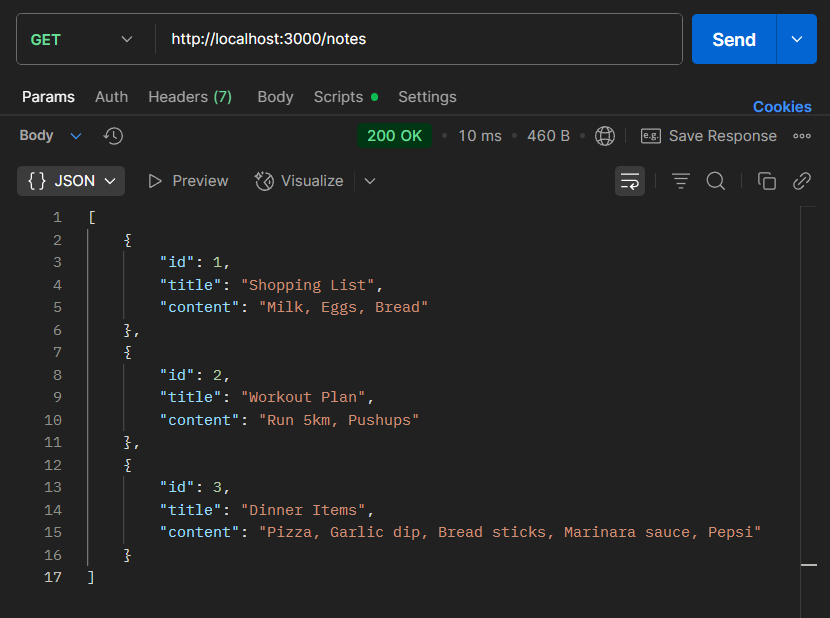 GET http://localhost:3000/notes Send
Params Auth Headers (7) Body Scripts Settings
Cookies
Body 200 OK 10 ms 460 B e.g. Save Response
{} JSON Preview Visualize
1 [
2 {
3 "id": 1,
4 "title": "Shopping List",
5 "content": "Milk, Eggs, Bread"
6 },
7 {
8 "id": 2,
9 "title": "Workout Plan",
10 "content": "Run 5km, Pushups"
11 },
12 {
13 "id": 3,
14 "title": "Dinner Items",
15 "content": "Pizza, Garlic dip, Bread sticks, Marinara sauce, Pepsi"
16 }
17 ]